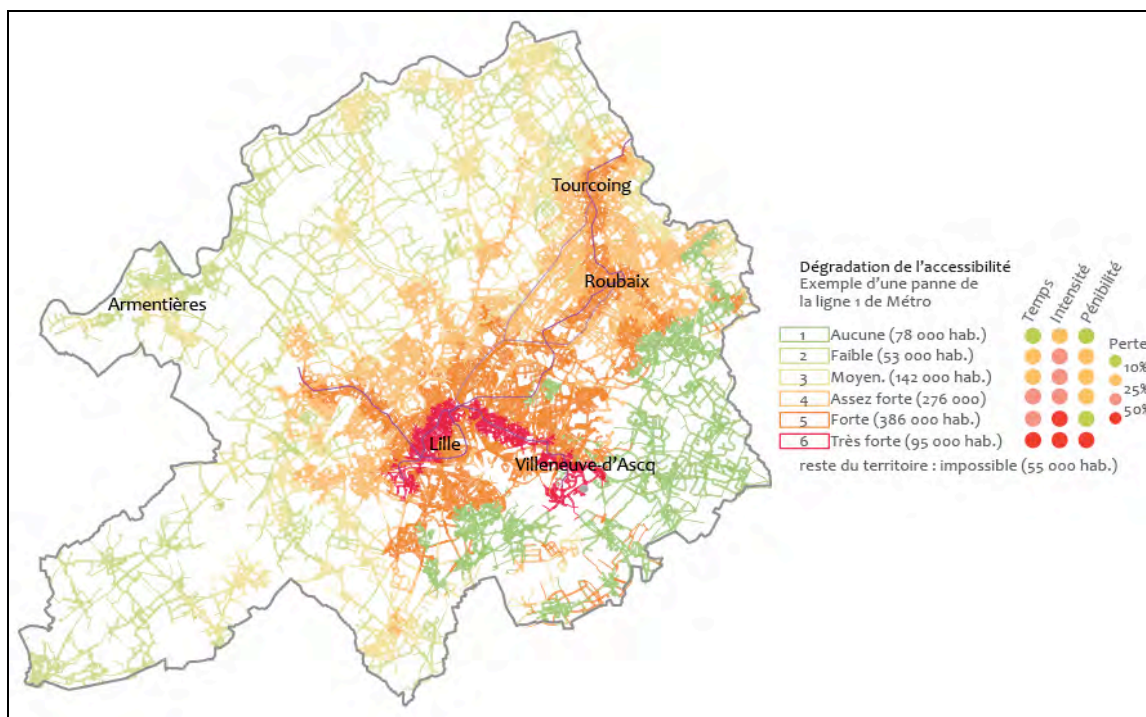 Tourcoing
Roubaix
Armentières
Lille
Villeneuve-d'Ascq
Dégradation de l'accessibilité
Exemple d'une panne de
la ligne 1 de Métro
Temps
Intensité
Pénibilité
1 Aucune (78 000 hab.)
2 Faible (53 000 hab.)
3 Moyen. (142 000 hab.)
4 Assez forte (276 000)
5 Forte (386 000 hab.)
6 Très forte (95 000 hab.)
reste du territoire : impossible (55 000 hab.)
Perte
10%
25%
50%